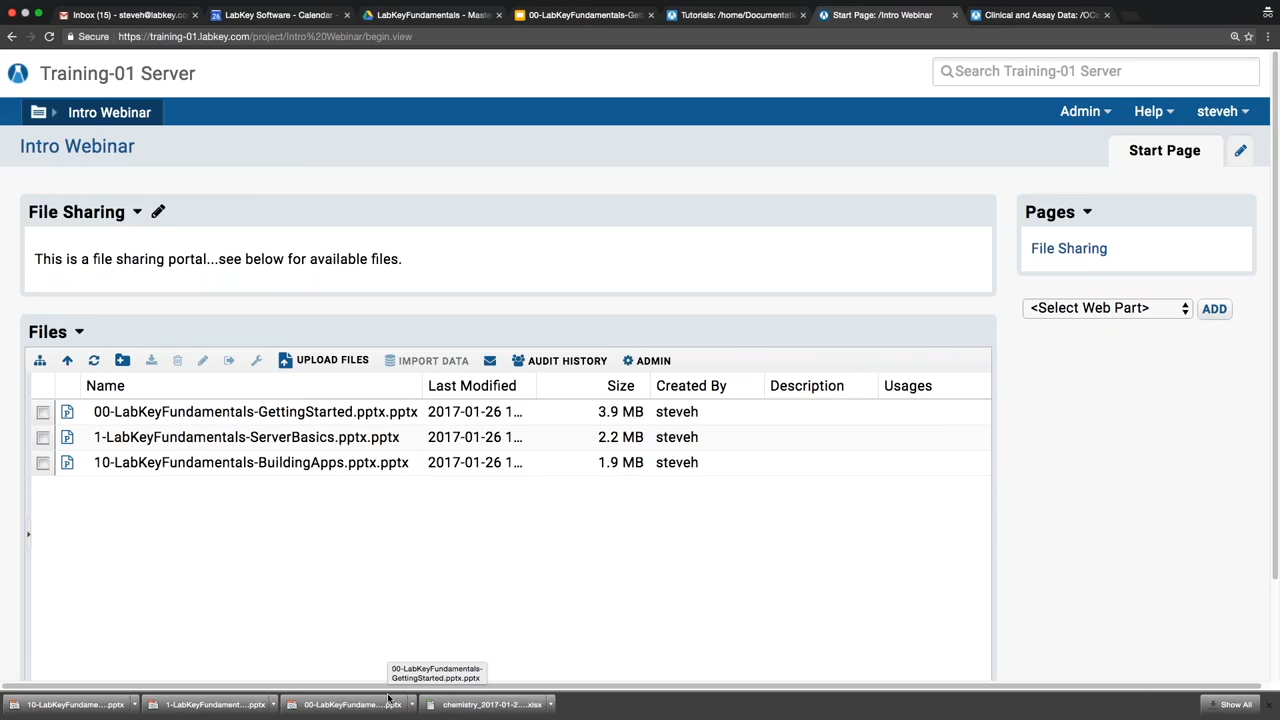 Inbox (15) - steveh@labkey.c
LabKey Software - Calendar -
LabKeyFundamentals - Master
00-LabKeyFundamentals-Get
Tutorials: /home/Documentati
Start Page: /Intro Webinar
Clinical and Assay Data: /OCo
Secure https://training-01.labkey.com/project/Intro%20Webinar/begin.view
Training-01 Server
Search Training-01 Server
Intro Webinar
Admin Help steveh
Intro Webinar
Start Page
File Sharing
This is a file sharing portal...see below for available files.
Pages
File Sharing
<Select Web Part> ADD
Files
UPLOAD FILES IMPORT DATA AUDIT HISTORY ADMIN
Name Last Modified Size Created By Description Usages
00-LabKeyFundamentals-GettingStarted.pptx.pptx 2017-01-26 1... 3.9 MB steveh
1-LabKeyFundamentals-ServerBasics.pptx.pptx 2017-01-26 1... 2.2 MB steveh
10-LabKeyFundamentals-BuildingApps.pptx.pptx 2017-01-26 1... 1.9 MB steveh
00-LabKeyFundamentals-
GettingStarted.pptx.pptx
10-LabKeyFundame....pptx
1-LabKeyFundament....pptx
00-LabKeyFundame....pptx
chemistry_2017-01-2....xlsx
Show All